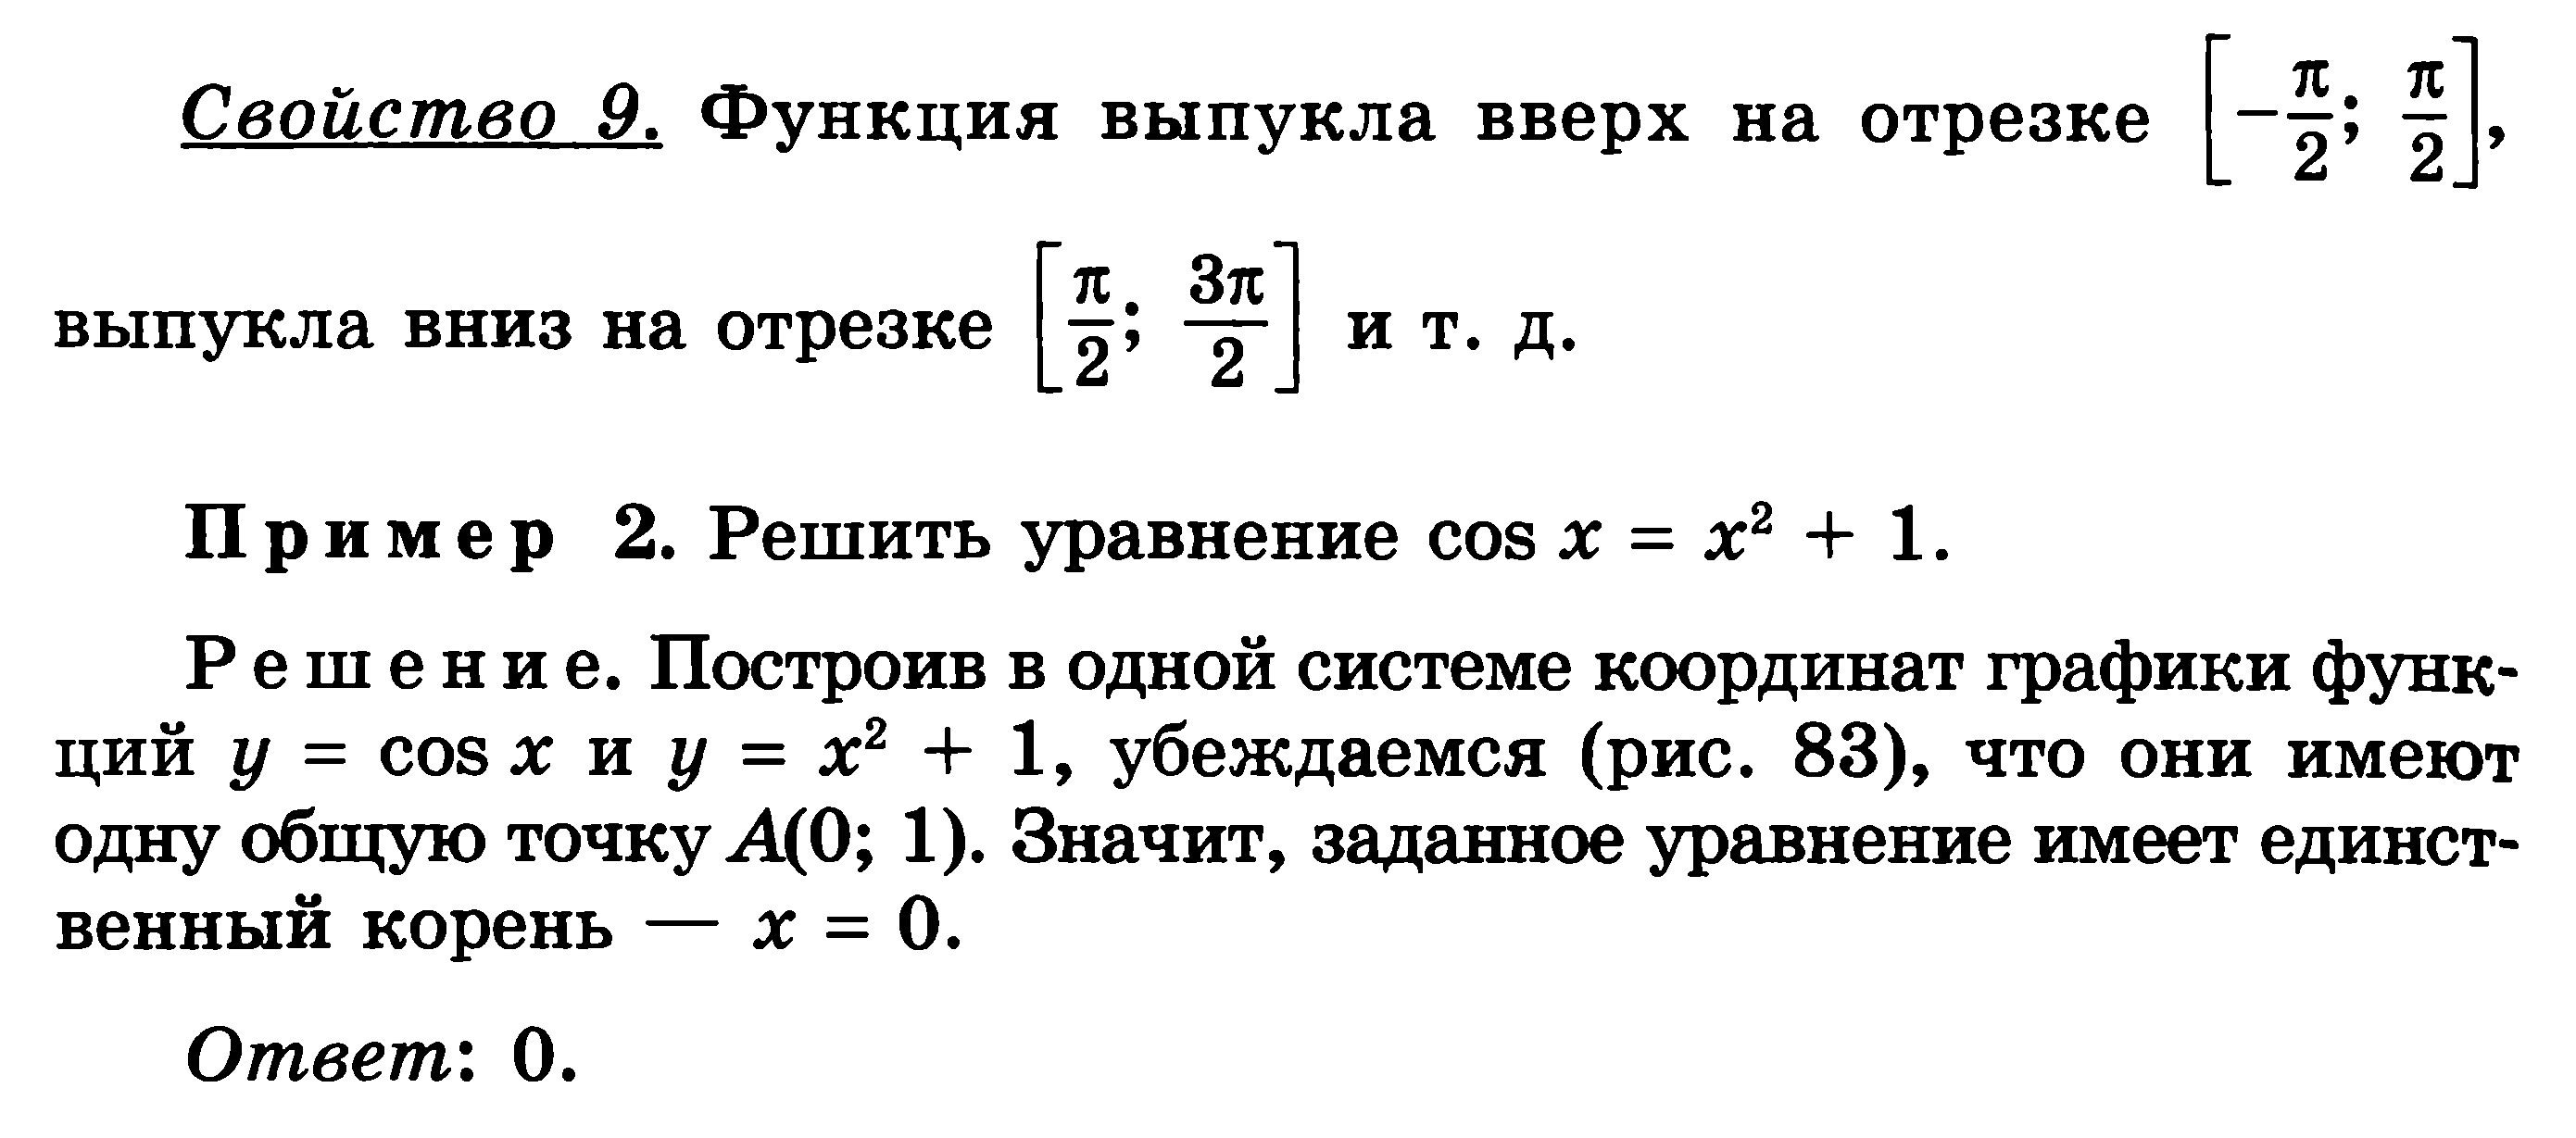 Свойство 9. Функция выпукла вверх на отрезке [−π/2; π/2],
выпукла вниз на отрезке [π/2; 3π/2] и т. д.
Пример 2. Решить уравнение cos x = x² + 1.
Решение. Построив в одной системе координат графики функ-
ций y = cos x и y = x² + 1, убеждаемся (рис. 83), что они имеют
одну общую точку A(0; 1). Значит, заданное уравнение имеет единст-
венный корень — x = 0.
Ответ: 0.